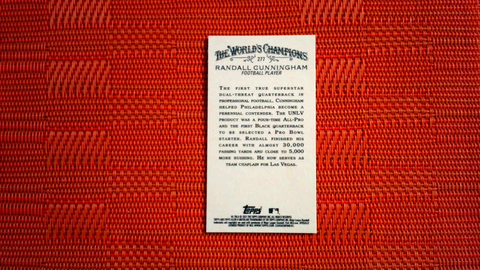 THE WORLD'S CHAMPIONS
277
RANDALL CUNNINGHAM
FOOTBALL PLAYER
THE FIRST TRUE SUPERSTAR
DUAL-THREAT QUARTERBACK IN
PROFESSIONAL FOOTBALL, CUNNINGHAM
HELPED PHILADELPHIA BECOME A
PERENNIAL CONTENDER. THE UNLV
PRODUCT WAS A FOUR-TIME ALL-PRO
AND THE FIRST BLACK QUARTERBACK
TO BE SELECTED A PRO BOWL
STARTER. RANDALL FINISHED HIS
CAREER WITH ALMOST 30,000
PASSING YARDS AND CLOSE TO 5,000
MORE RUSHING. HE NOW SERVES AS
TEAM CHAPLAIN FOR LAS VEGAS.
Topps